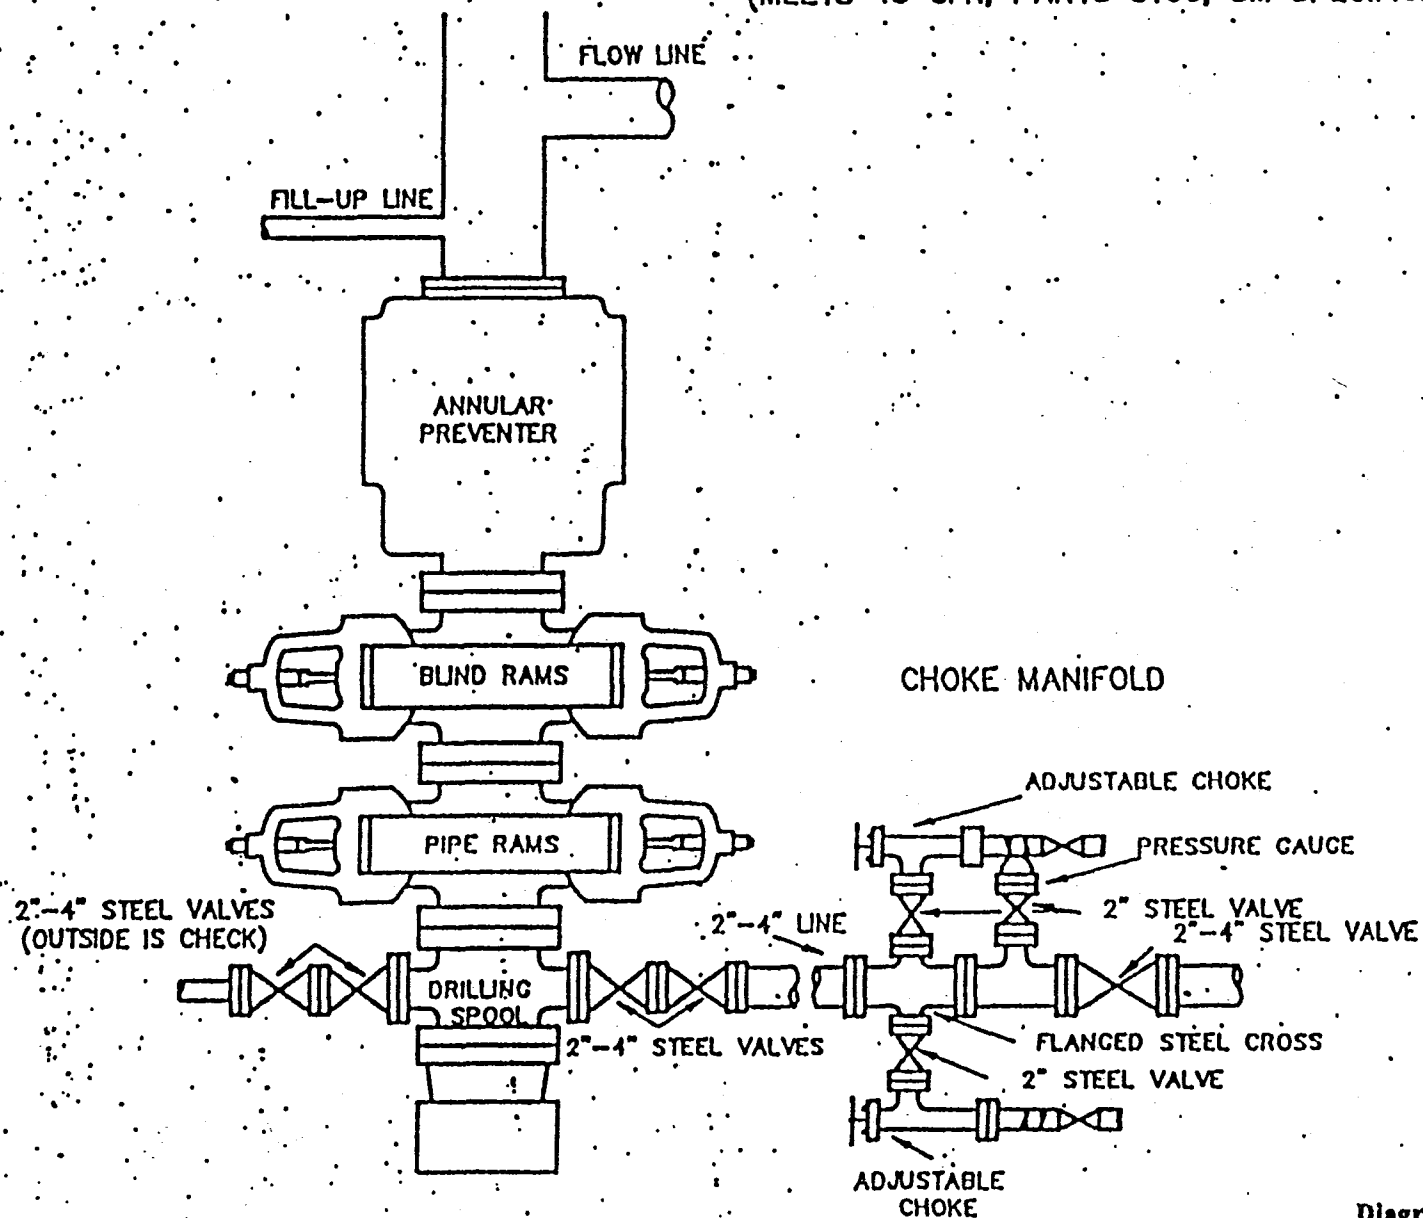 FLOW LINE
FILL-UP LINE
ANNULAR
PREVENTER
BLIND RAMS
CHOKE MANIFOLD
ADJUSTABLE CHOKE
PIPE RAMS
PRESSURE GAUGE
2"-4" STEEL VALVES
(OUTSIDE IS CHECK)
2"-4" LINE
2" STEEL VALVE
2"-4" STEEL VALVE
DRILLING
SPOOL
2"-4" STEEL VALVES
FLANGED STEEL CROSS
2" STEEL VALVE
ADJUSTABLE
CHOKE